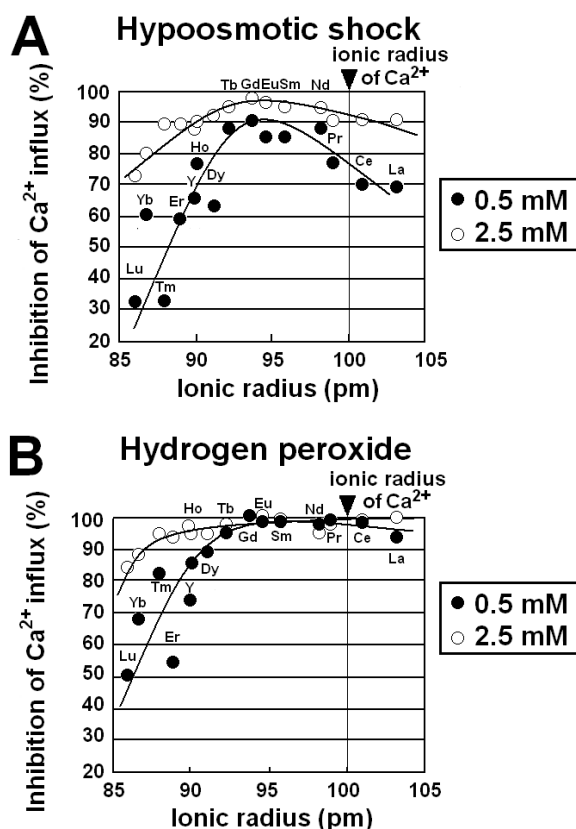 A
Hypoosmotic shock
ionic radius
of Ca2+
Inhibition of Ca2+ influx (%)
100
90
80
70
60
50
40
30
20
Tb GdEuSm Nd
Ho
Pr
Y Dy
Ce
La
Yb Er
Lu
Tm
85 90 95 100 105
Ionic radius (pm)
0.5 mM
2.5 mM
B
Hydrogen peroxide
ionic radius
of Ca2+
Inhibition of Ca2+ influx (%)
100
90
80
70
60
50
40
30
20
Ho Tb Eu Nd
Gd Sm Pr Ce
Dy
La
Tm
Y
Yb
Er
Lu
85 90 95 100 105
Ionic radius (pm)
0.5 mM
2.5 mM